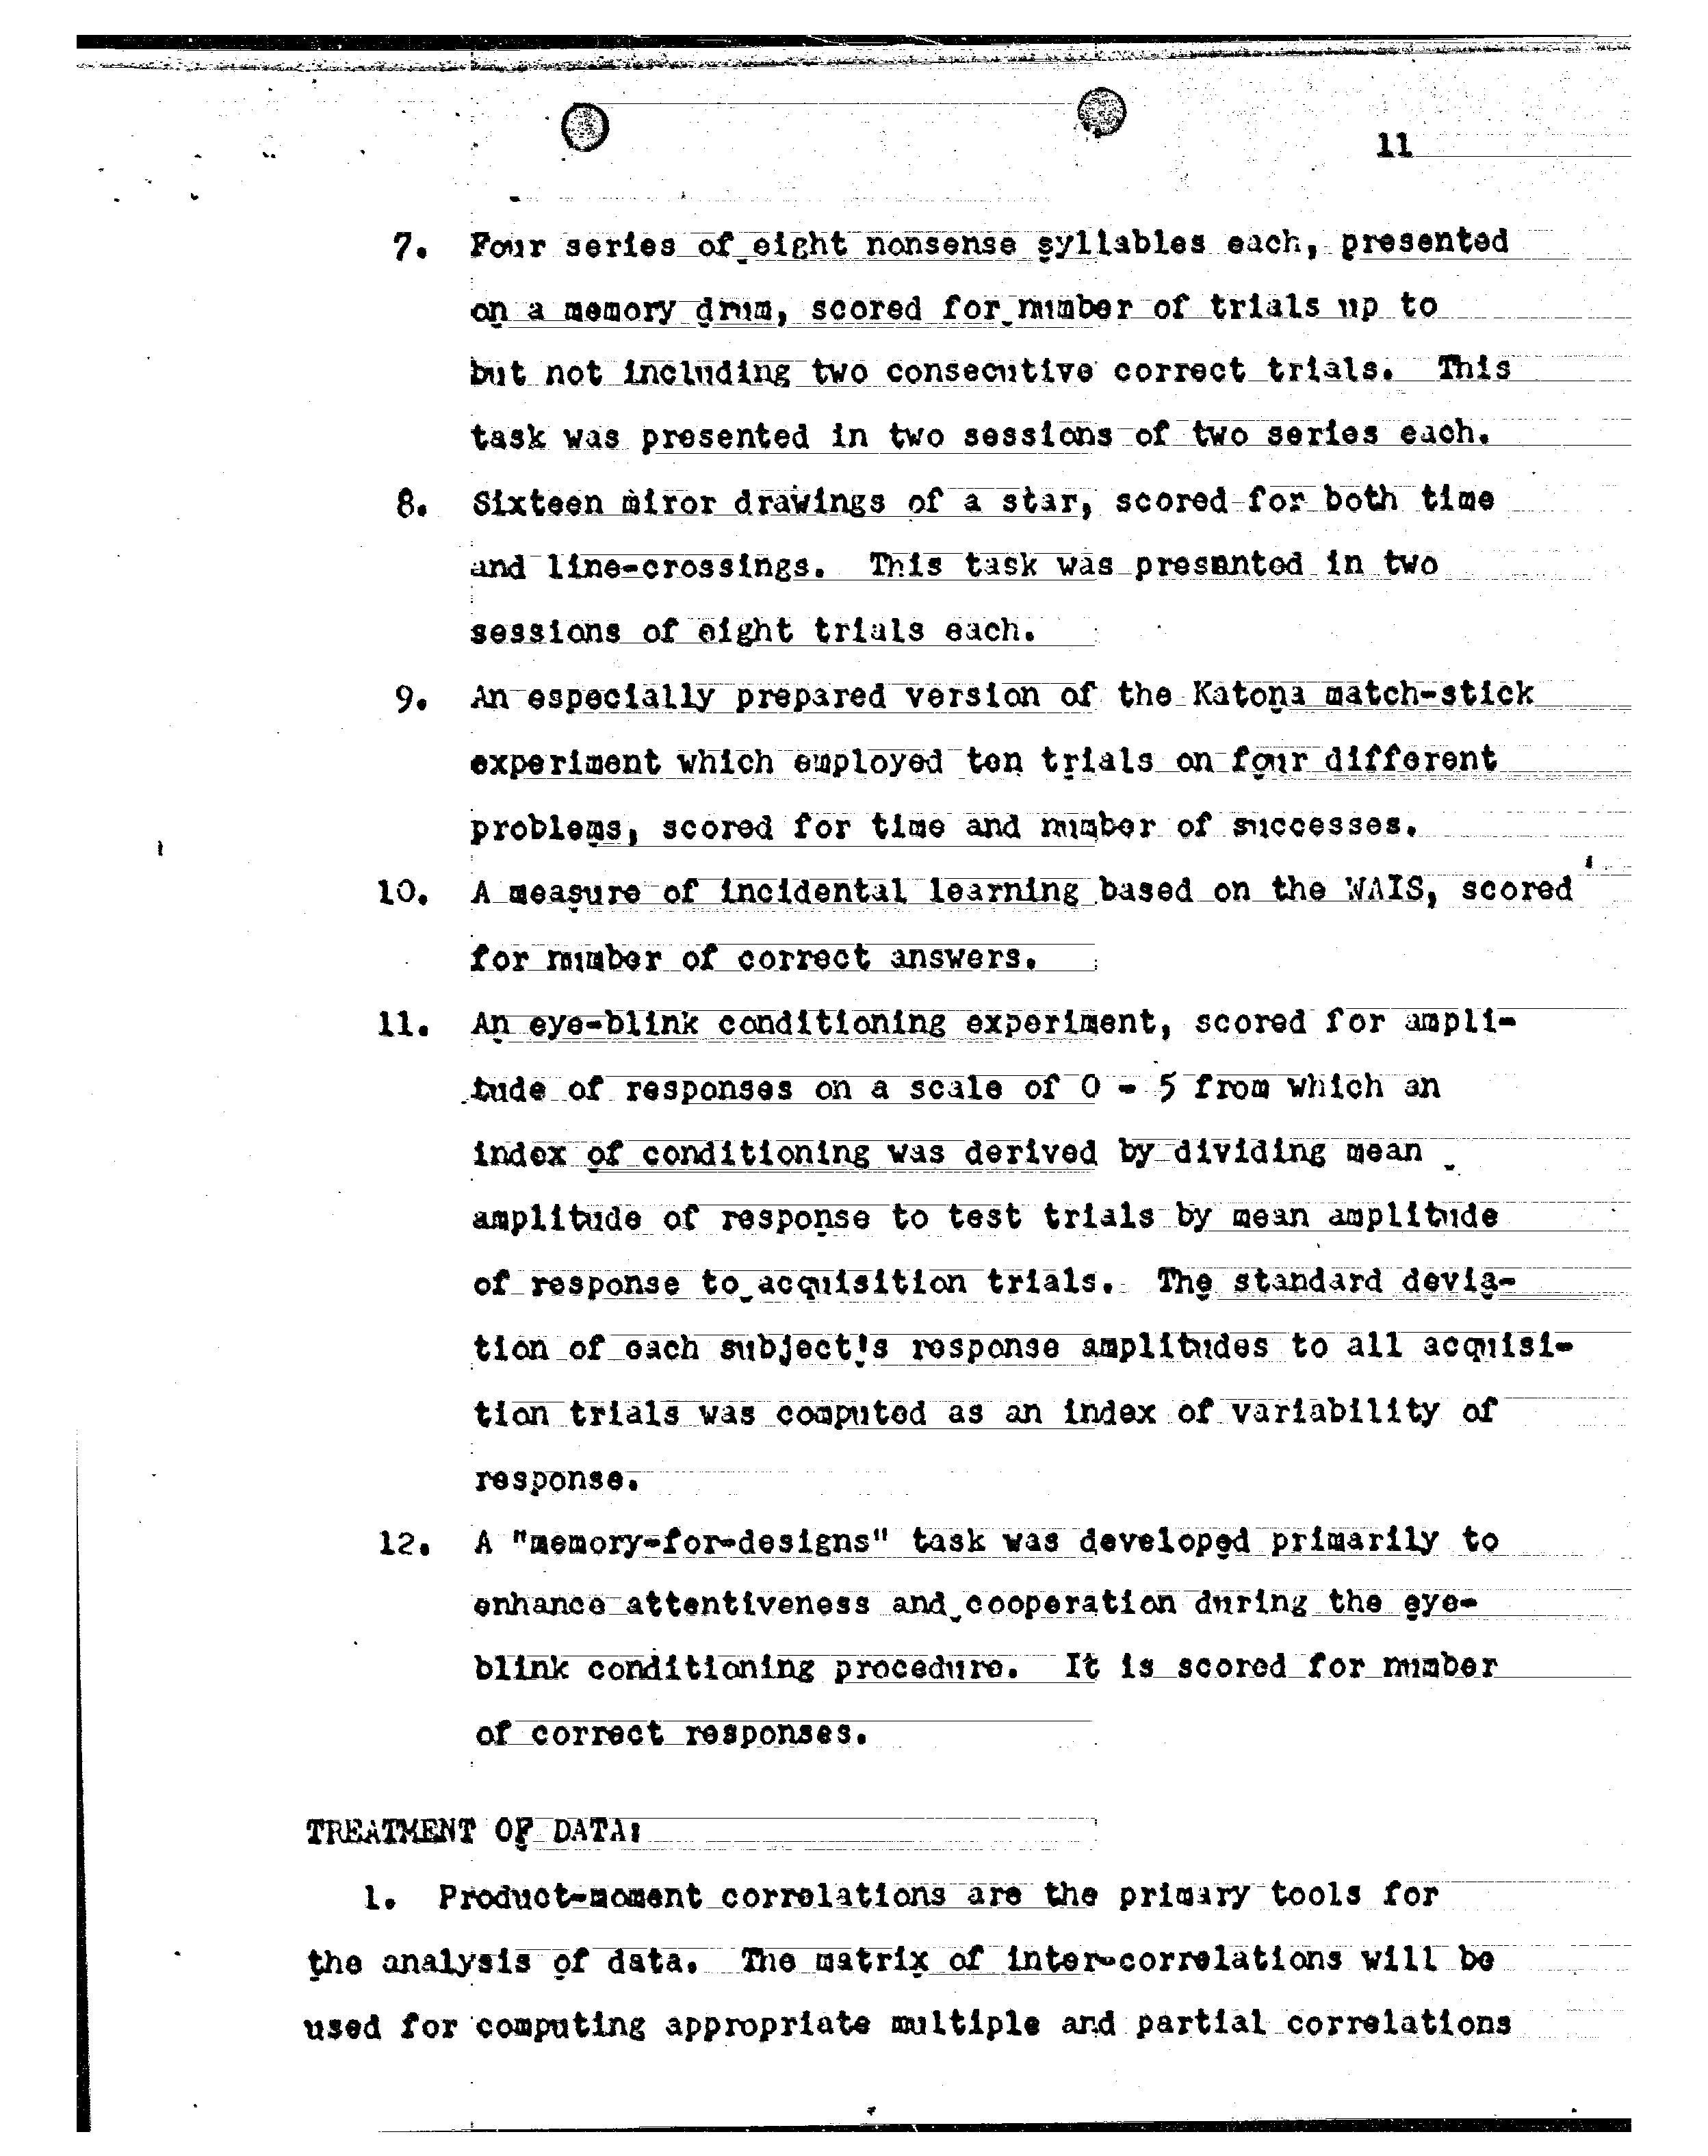 11
7. Four series of eight nonsense syllables each, presented
on a memory drum, scored for number of trials up to
but not including two consecutive correct trials. This
task was presented in two sessions of two series each.
8. Sixteen miror drawings of a star, scored for both time
and line-crossings. This task was presented in two
sessions of eight trials each.
9. An especially prepared version of the Katona match-stick
experiment which employed ten trials on four different
problems, scored for time and number of successes.
10. A measure of incidental learning based on the WAIS, scored
for number of correct answers.
11. An eye-blink conditioning experiment, scored for ampli-
tude of responses on a scale of 0 - 5 from which an
index of conditioning was derived by dividing mean
amplitude of response to test trials by mean amplitude
of response to acquisition trials. The standard devia-
tion of each subject's response amplitudes to all acquisi-
tion trials was computed as an index of variability of
response.
12. A "memory-for-designs" task was developed primarily to
enhance attentiveness and cooperation during the eye-
blink conditioning procedure. It is scored for number
of correct responses.
TREATMENT OF DATA:
1. Product-moment correlations are the primary tools for
the analysis of data. The matrix of inter-correlations will be
used for computing appropriate multiple and partial correlations